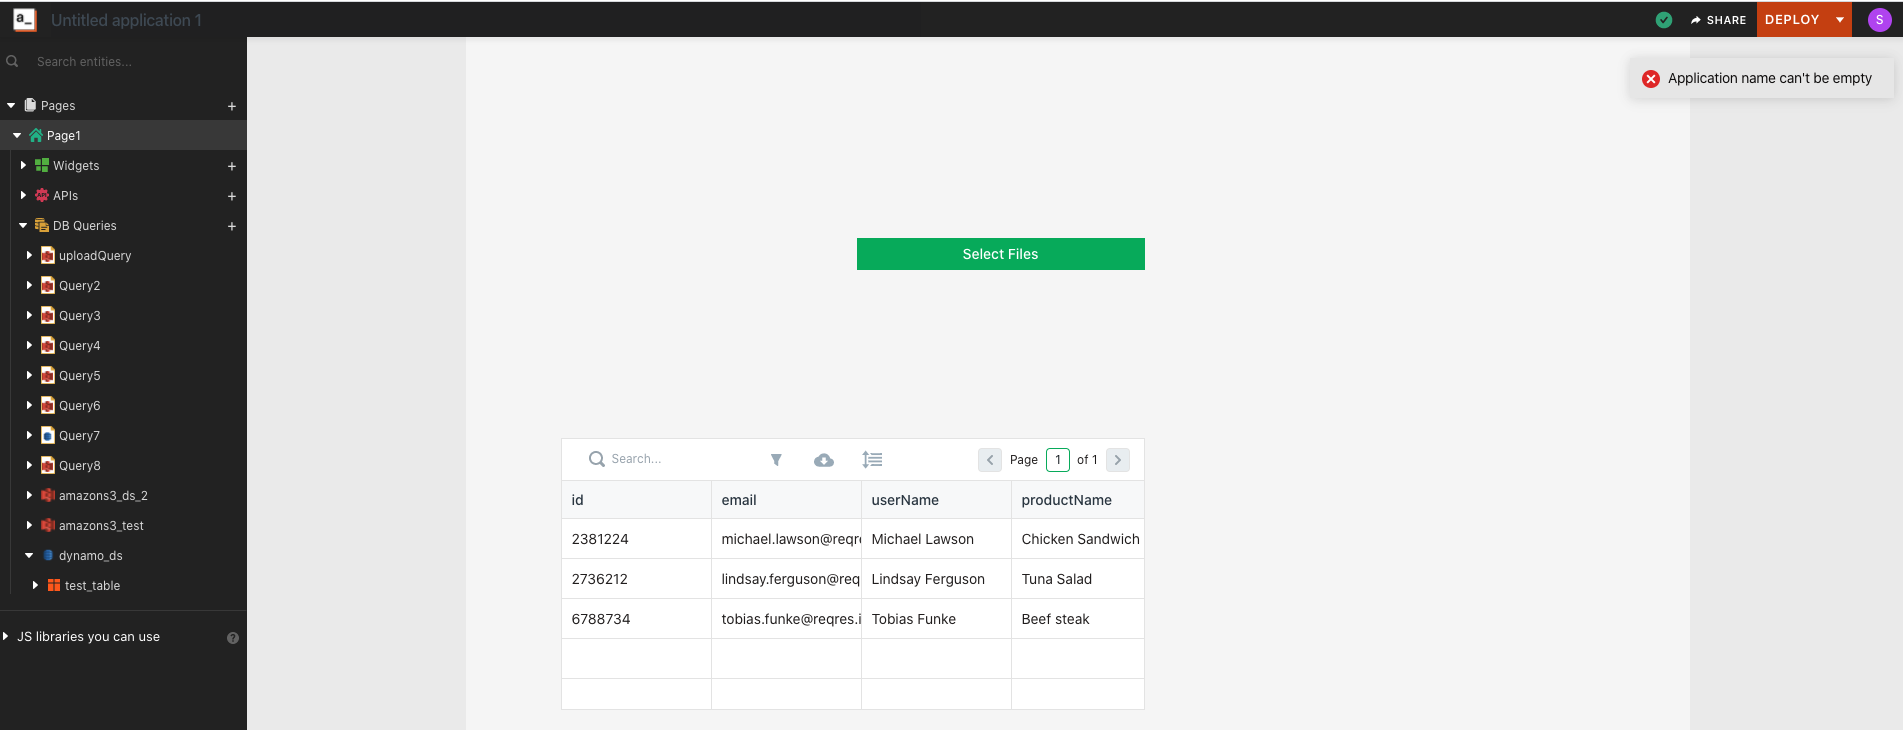 a_ Untitled application 1 SHARE DEPLOY S
Search entities...
Application name can't be empty
Pages +
Page1
Widgets +
APIs +
DB Queries +
uploadQuery
Query2
Query3
Query4
Query5
Query6
Query7
Query8
amazons3_ds_2
amazons3_test
dynamo_ds
test_table
JS libraries you can use ?
Select Files
Search... Page 1 of 1
id email userName productName
2381224 michael.lawson@reqre Michael Lawson Chicken Sandwich
2736212 lindsay.ferguson@req Lindsay Ferguson Tuna Salad
6788734 tobias.funke@reqres.i Tobias Funke Beef steak